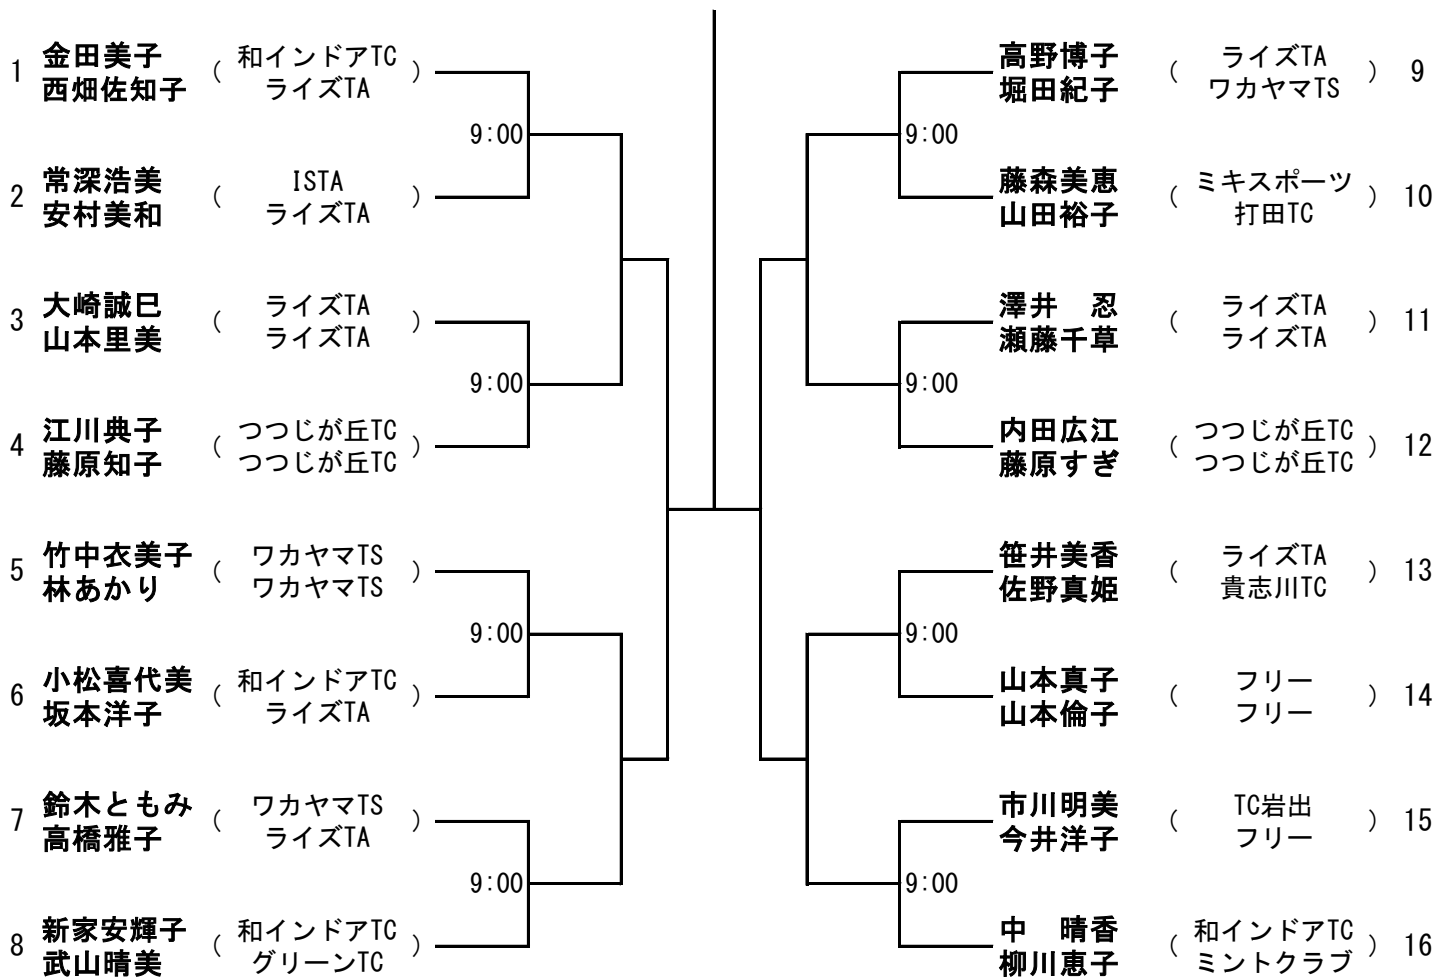 1 金田美子 ( 和インドアTC )
西畑佐知子 ライズTA
9:00
2 常深浩美 ( ISTA )
安村美和 ライズTA
3 大崎誠巳 ( ライズTA )
山本里美 ライズTA
9:00
4 江川典子 ( つつじが丘TC )
藤原知子 つつじが丘TC
5 竹中衣美子 ( ワカヤマTS )
林あかり ワカヤマTS
9:00
6 小松喜代美 ( 和インドアTC )
坂本洋子 ライズTA
7 鈴木ともみ ( ワカヤマTS )
高橋雅子 ライズTA
9:00
8 新家安輝子 ( 和インドアTC )
武山晴美 グリーンTC
高野博子 ( ライズTA ) 9
堀田紀子 ワカヤマTS
9:00
藤森美恵 ( ミキスポーツ ) 10
山田裕子 打田TC
澤井　忍 ( ライズTA ) 11
瀬藤千草 ライズTA
9:00
内田広江 ( つつじが丘TC ) 12
藤原すぎ つつじが丘TC
笹井美香 ( ライズTA ) 13
佐野真姫 貴志川TC
9:00
山本真子 ( フリー ) 14
山本倫子 フリー
市川明美 ( TC岩出 ) 15
今井洋子 フリー
9:00
中　晴香 ( 和インドアTC ) 16
柳川恵子 ミントクラブ